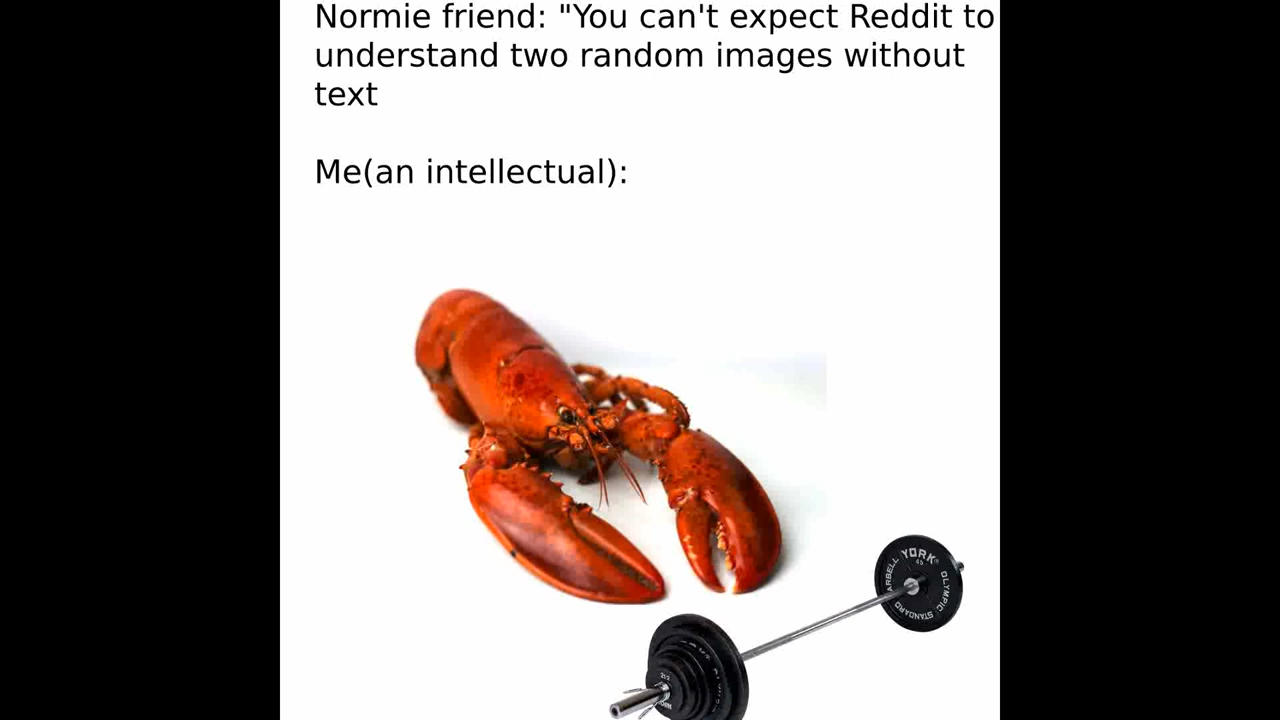 Normie friend: "You can't expect Reddit to
understand two random images without
text
Me(an intellectual):
YORK
45
BARBELL
OLYMPIC STANDARD